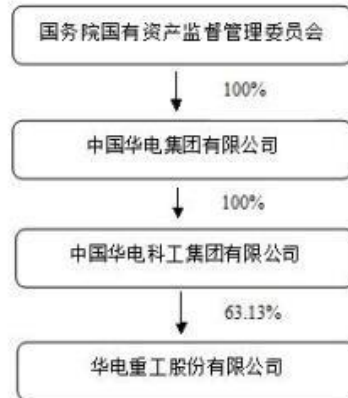 国务院国有资产监督管理委员会
100%
中国华电集团有限公司
100%
中国华电科工集团有限公司
63.13%
华电重工股份有限公司